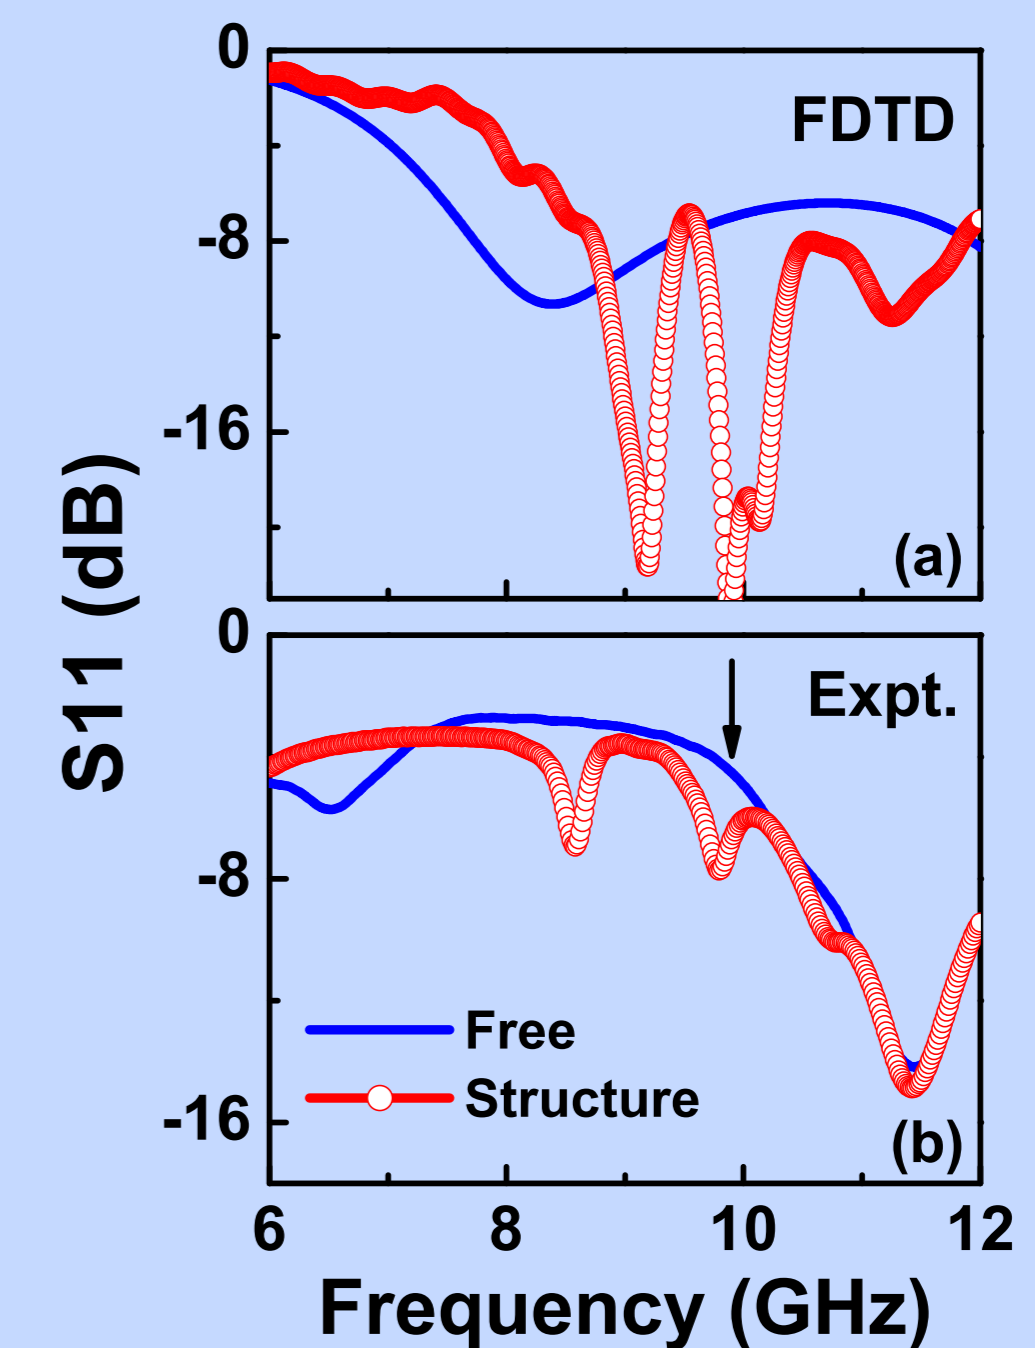 0
FDTD
-8
-16
(a)
S11 (dB)
0
Expt.
-8
Free
Structure
-16
(b)
6 8 10 12
Frequency (GHz)